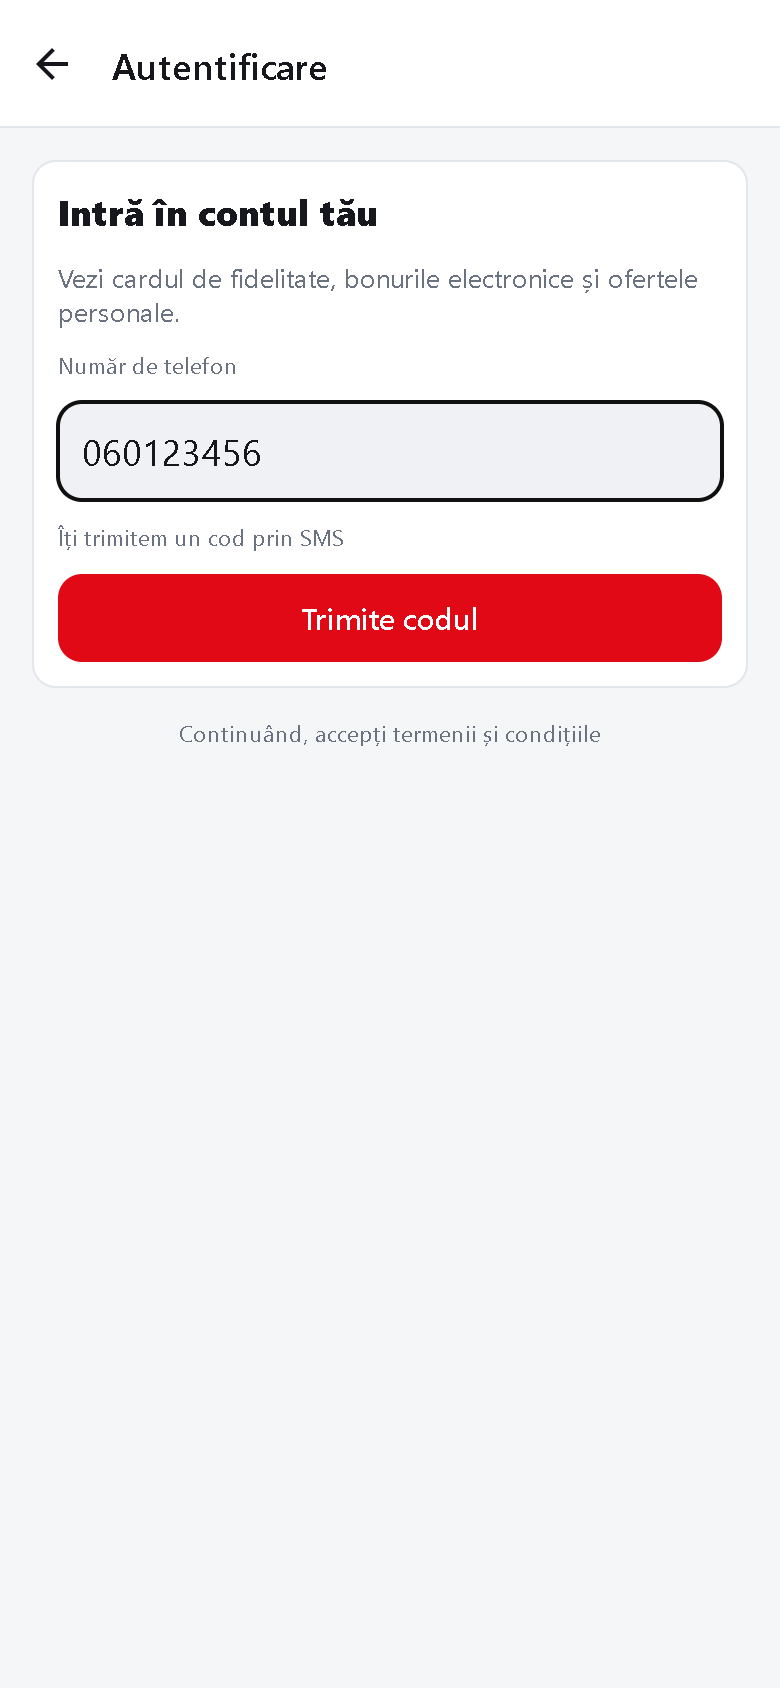 Autentificare
Intră în contul tău
Vezi cardul de fidelitate, bonurile electronice și ofertele
personale.
Număr de telefon
060123456
Îți trimitem un cod prin SMS
Trimite codul
Continuând, accepți termenii și condițiile